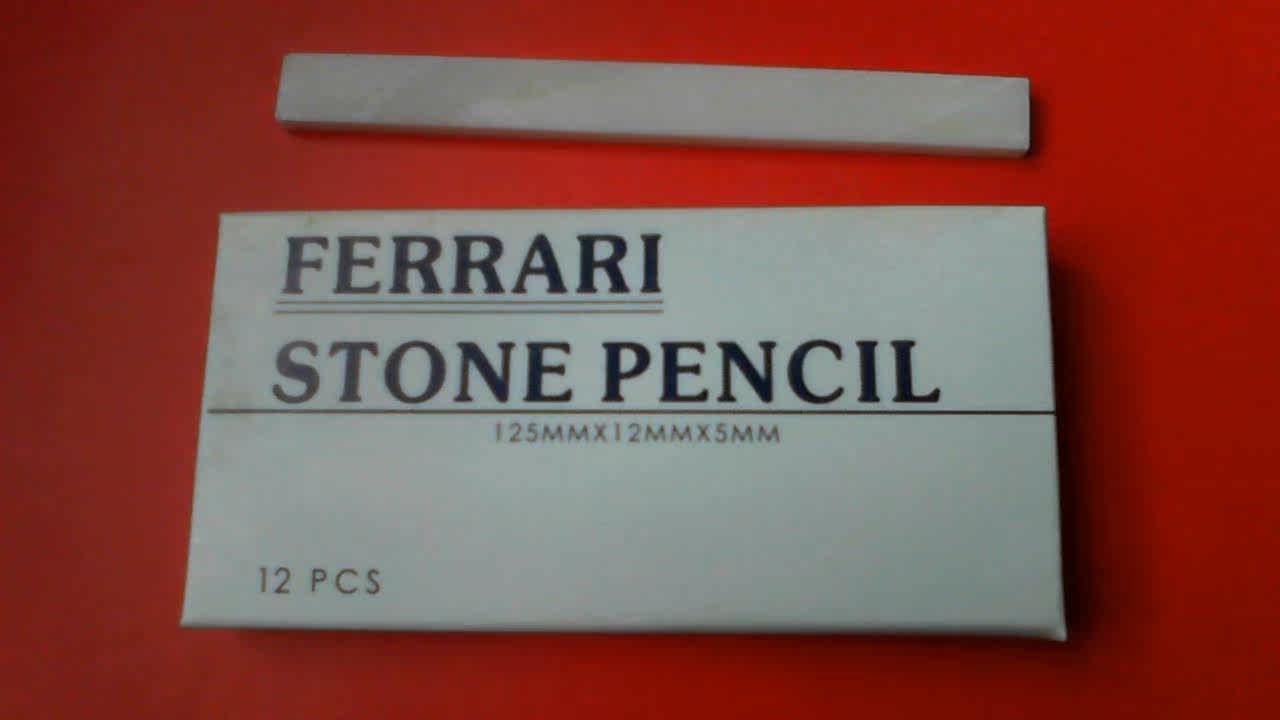 FERRARI
STONE PENCIL
125MMX12MMX5MM
12 PCS